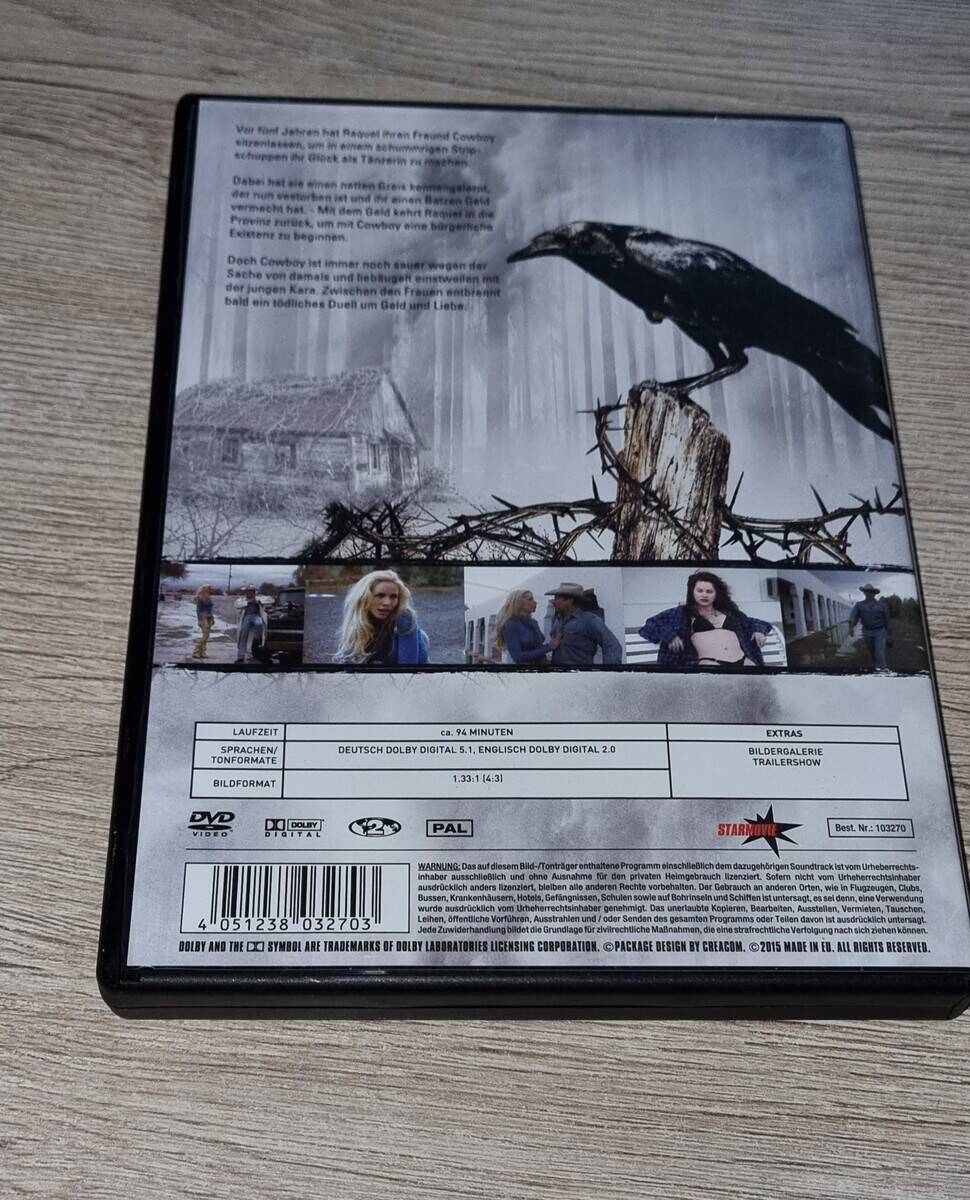 Vor fünf Jahren hat Raquel ihren Freund Cowboy
sitzenlassen, um in einem schummrigen Strip-
schuppen ihr Glück als Tänzerin zu machen.
Dabei hat sie einen netten Greis kennengelernt,
der nun vestorben ist und ihr einen Batzen Geld
vermacht hat. - Mit dem Geld kehrt Raquel in die
Provinz zurück, um mit Cowboy eine bürgerliche
Existenz zu beginnen.
Doch Cowboy ist immer noch sauer wegen der
Sache von damals und liebäugelt einstweilen mit
der jungen Kara. Zwischen den Frauen entbrennt
bald ein tödliches Duell um Geld und Liebe.
LAUFZEIT ca. 94 MINUTEN EXTRAS
SPRACHEN/ DEUTSCH DOLBY DIGITAL 5.1, ENGLISCH DOLBY DIGITAL 2.0 BILDERGALERIE
TONFORMATE TRAILERSHOW
BILDFORMAT 1.33:1 (4:3)
DVD VIDEO DOLBY DIGITAL 2 PAL STARMOVIE Best. Nr.: 103270
WARNUNG: Das auf diesem Bild-/Tonträger enthaltene Programm einschließlich dem dazugehörigen Soundtrack ist vom Urheberrechts-
inhaber ausschließlich und ohne Ausnahme für den privaten Heimgebrauch lizenziert. Sofern nicht vom Urheberrechtsinhaber
ausdrücklich anders lizenziert, bleiben alle anderen Rechte vorbehalten. Der Gebrauch an anderen Orten, wie in Flugzeugen, Clubs,
Bussen, Krankenhäusern, Hotels, Gefängnissen, Schulen sowie auf Bohrinseln und Schiffen ist untersagt, es sei denn, eine Verwendung
wurde ausdrücklich vom Urheberrechtsinhaber genehmigt. Das unerlaubte Kopieren, Bearbeiten, Ausstellen, Vermieten, Tauschen,
Leihen, öffentliche Vorführen, Ausstrahlen und / oder Senden des gesamten Programms oder Teilen davon ist ausdrücklich untersagt.
Jede Zuwiderhandlung bildet die Grundlage für zivilrechtliche Maßnahmen, die eine strafrechtliche Verfolgung nach sich ziehen können.
4 051238 032703
DOLBY AND THE SYMBOL ARE TRADEMARKS OF DOLBY LABORATORIES LICENSING CORPORATION. © PACKAGE DESIGN BY CREACOM. © 2015 MADE IN EU. ALL RIGHTS RESERVED.